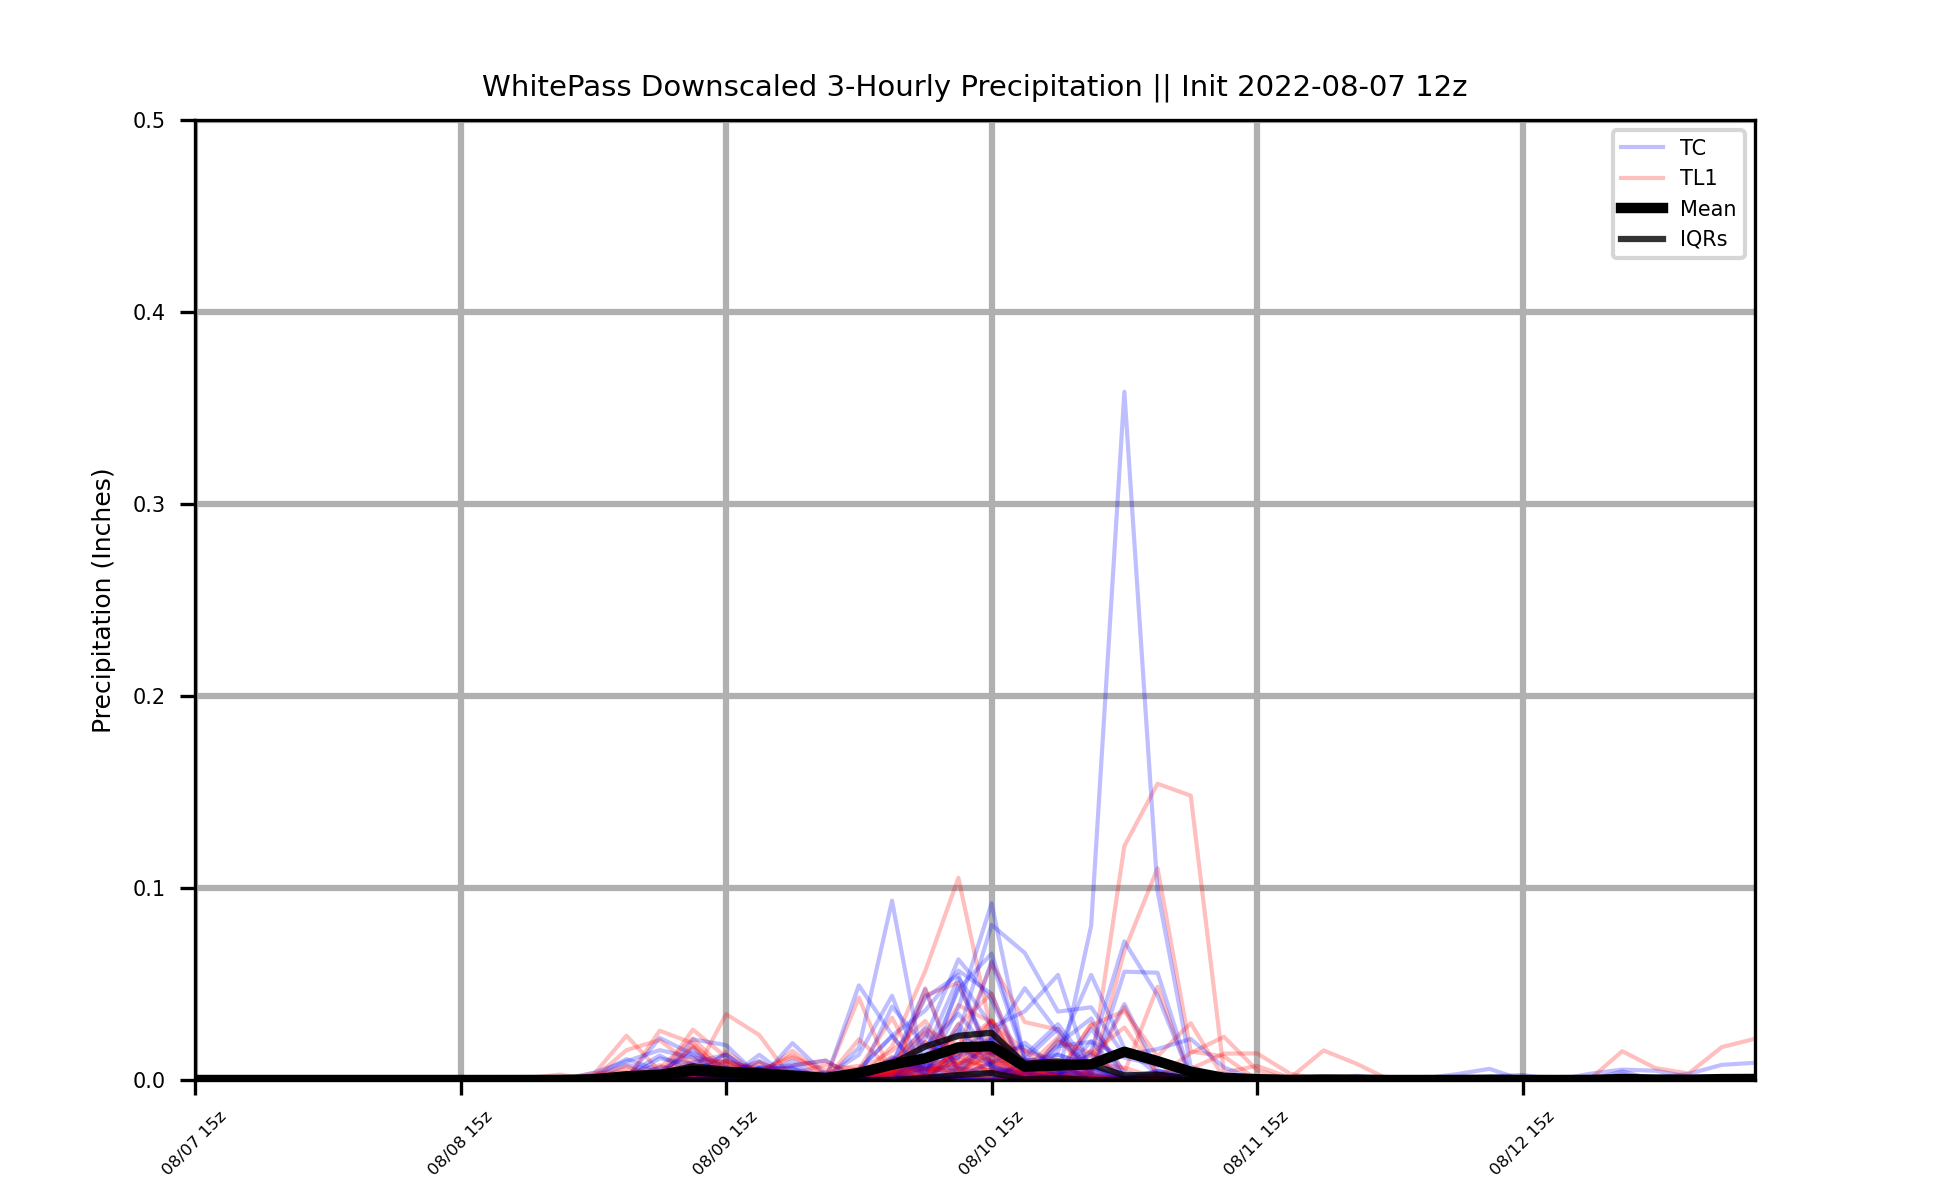 WhitePass Downscaled 3-Hourly Precipitation || Init 2022-08-07 12z
0.5
0.4
0.3
0.2
0.1
0.0
Precipitation (Inches)
TC
TL1
Mean
IQRs
08/07 15z
08/08 15z
08/09 15z
08/10 15z
08/11 15z
08/12 15z